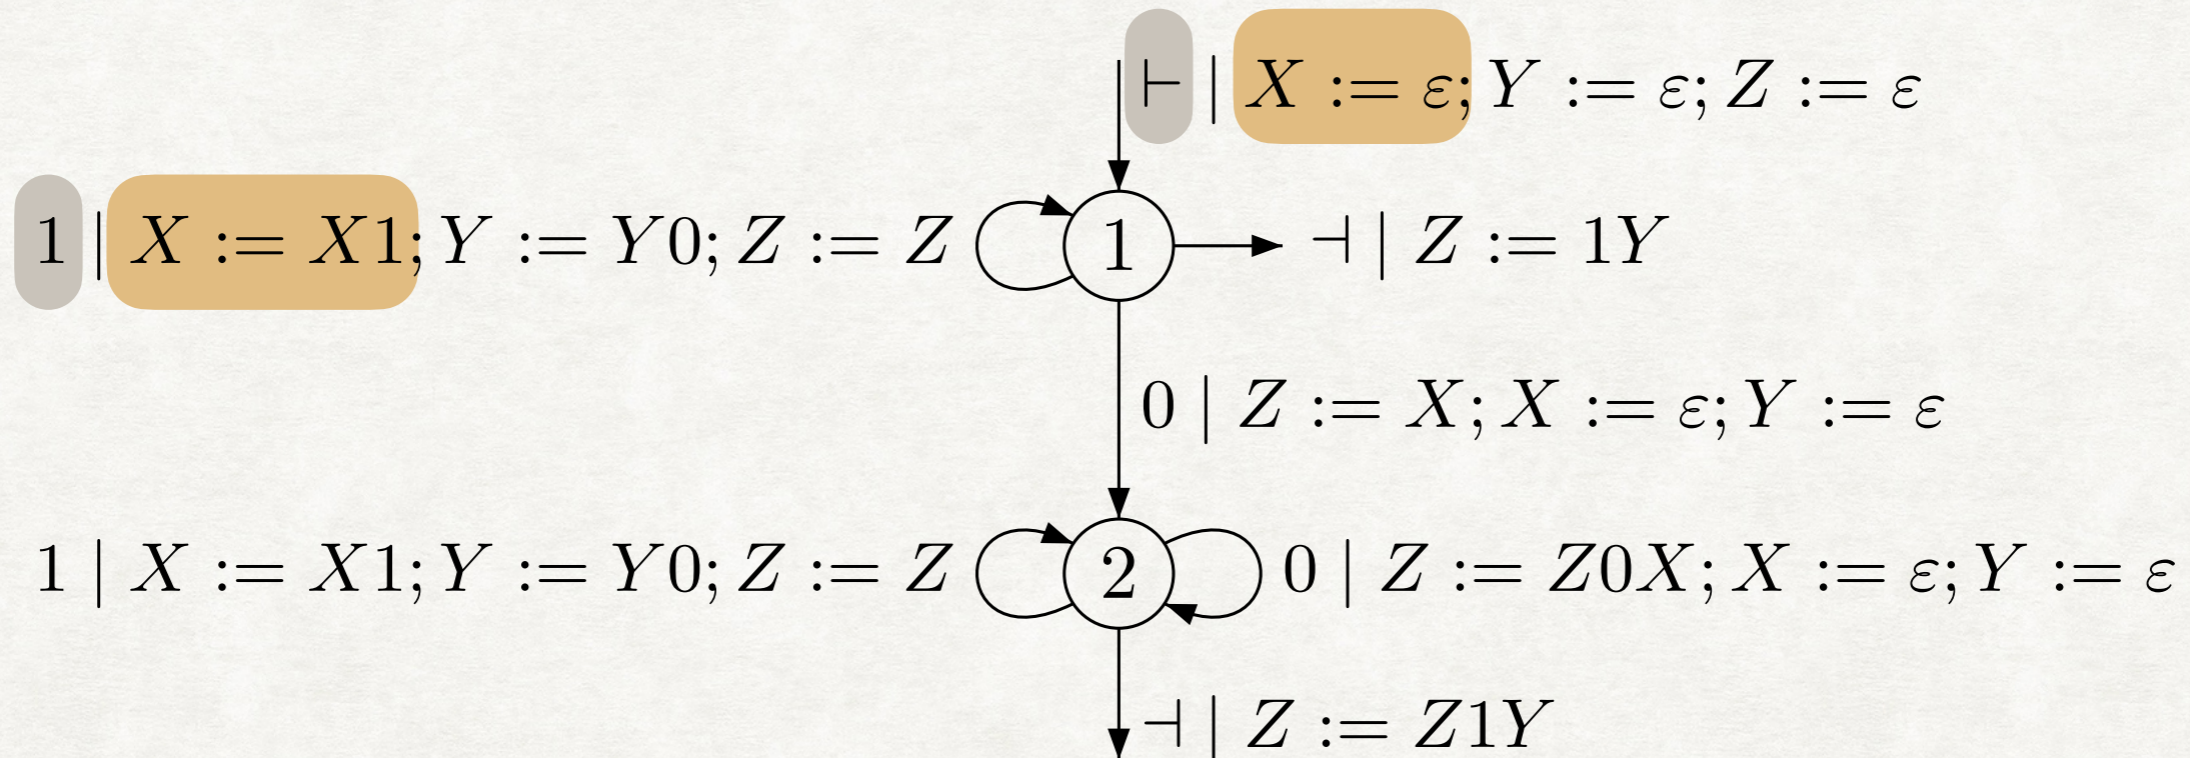 ⊢ | X := ε; Y := ε; Z := ε
1 | X := X1; Y := Y0; Z := Z
1
⊣ | Z := 1Y
0 | Z := X; X := ε; Y := ε
1 | X := X1; Y := Y0; Z := Z
2
0 | Z := Z0X; X := ε; Y := ε
⊣ | Z := Z1Y